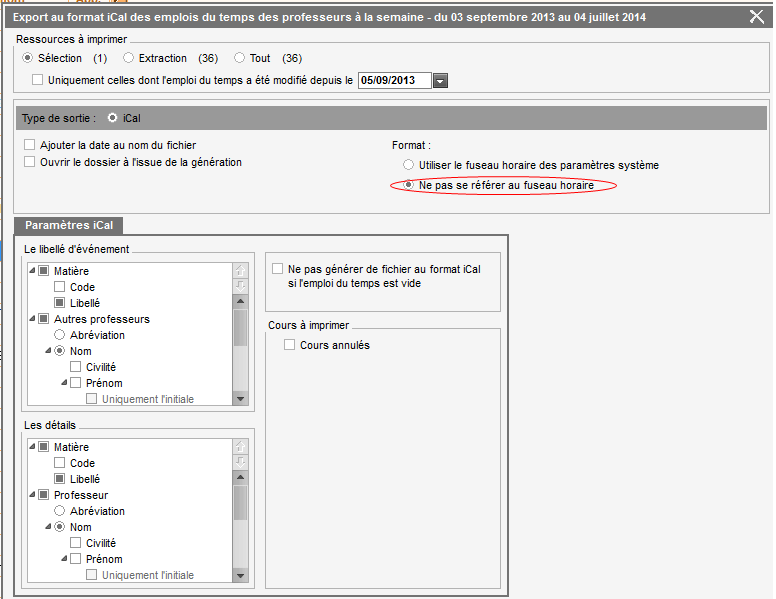 Export au format iCal des emplois du temps des professeurs à la semaine - du 03 septembre 2013 au 04 juillet 2014
Ressources à imprimer
Sélection (1) Extraction (36) Tout (36)
Uniquement celles dont l'emploi du temps a été modifié depuis le 05/09/2013
Type de sortie : iCal
Ajouter la date au nom du fichier
Ouvrir le dossier à l'issue de la génération
Format :
Utiliser le fuseau horaire des paramètres système
Ne pas se référer au fuseau horaire
Paramètres iCal
Le libellé d'événement
Matière
Code
Libellé
Autres professeurs
Abréviation
Nom
Civilité
Prénom
Uniquement l'initiale
Les détails
Matière
Code
Libellé
Professeur
Abréviation
Nom
Civilité
Prénom
Uniquement l'initiale
Ne pas générer de fichier au format iCal
si l'emploi du temps est vide
Cours à imprimer
Cours annulés